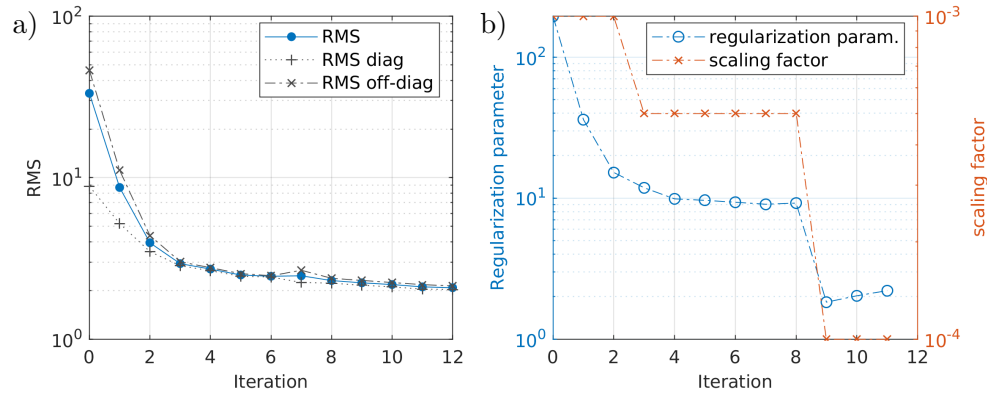 a)
10^2
10^1
10^0
RMS
RMS
RMS diag
RMS off-diag
0 2 4 6 8 10 12
Iteration
b)
10^2
10^1
10^0
Regularization parameter
regularization param.
scaling factor
10^-3
10^-4
scaling factor
0 2 4 6 8 10 12
Iteration